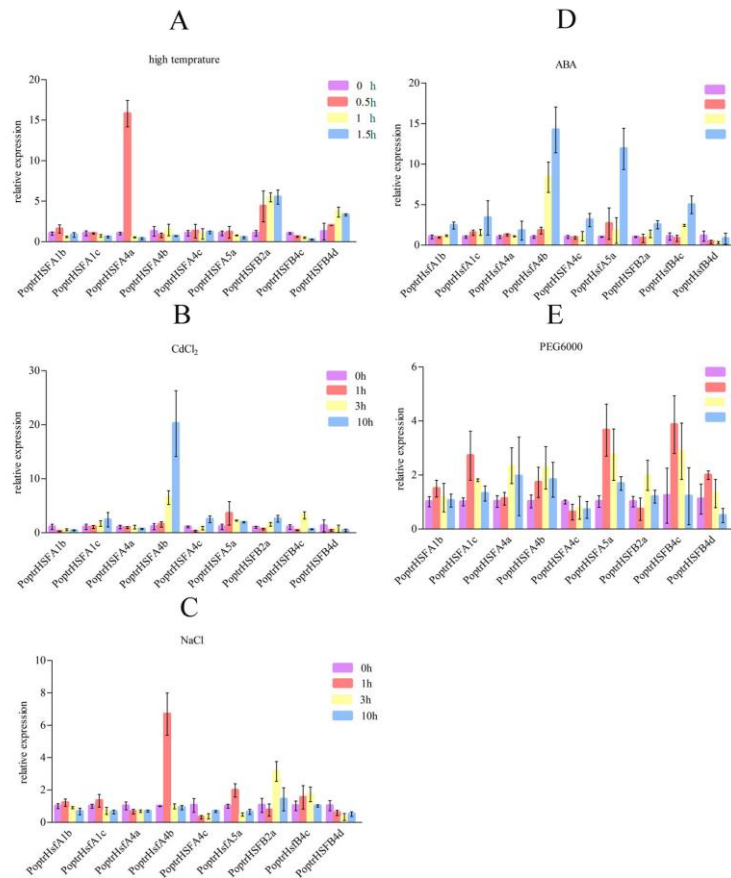 A
high temprature
relative expression
20
15
10
5
0
0 h
0.5h
1 h
1.5h
PoptrHSFA1b
PoptrHSFA1c
PoptrHSFA4a
PoptrHSFA4b
PoptrHSFA4c
PoptrHSFA5a
PoptrHSFB2a
PoptrHSFB4c
PoptrHSFB4d
B
CdCl₂
relative expression
30
20
10
0
0h
1h
3h
10h
PoptrHSFA1b
PoptrHSFA1c
PoptrHSFA4a
PoptrHSFA4b
PoptrHSFA4c
PoptrHSFA5a
PoptrHSFB2a
PoptrHSFB4c
PoptrHSFB4d
C
NaCl
relative expression
10
8
6
4
2
0
0h
1h
3h
10h
PoptrHsfA1b
PoptrHsfA1c
PoptrHsfA4a
PoptrHsfA4b
PoptrHSFA4c
PoptrHsfA5a
PoptrHSFB2a
PoptrHsfB4c
PoptrHSFB4d
D
ABA
relative expression
20
15
10
5
0
PoptrHsfA1b
PoptrHsfA1c
PoptrHsfA4a
PoptrHsfA4b
PoptrHsfA4c
PoptrHsfA5a
PoptrHsfB2a
PoptrHsfB4c
PoptrHsfB4d
E
PEG6000
relative expression
6
4
2
0
PoptrHSFA1b
PoptrHSFA1c
PoptrHSFA4a
PoptrHSFA4b
PoptrHSFA4c
PoptrHSFA5a
PoptrHSFB2a
PoptrHSFB4c
PoptrHSFB4d